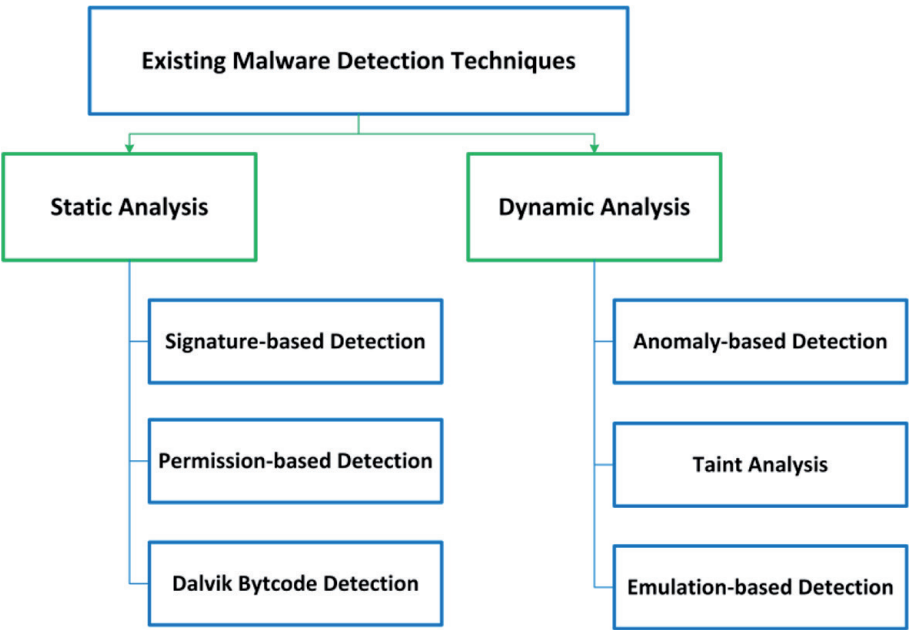 Existing Malware Detection Techniques
Static Analysis
Signature-based Detection
Permission-based Detection
Dalvik Bytcode Detection
Dynamic Analysis
Anomaly-based Detection
Taint Analysis
Emulation-based Detection